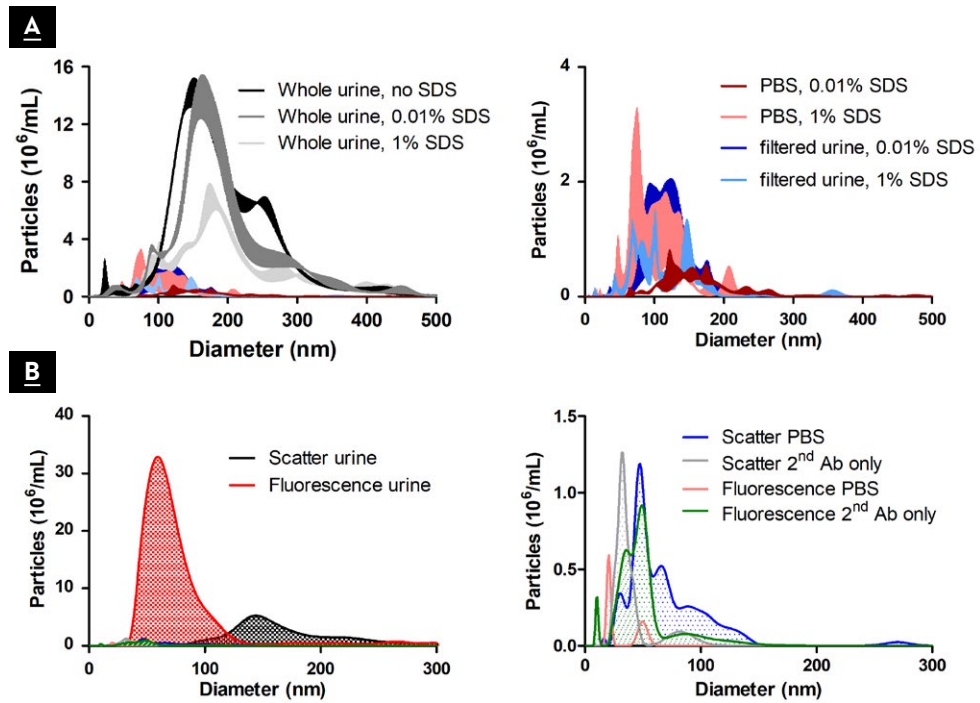 A
Particles (10⁶/mL)
16
12
8
4
0
0 100 200 300 400 500
Diameter (nm)
Whole urine, no SDS
Whole urine, 0.01% SDS
Whole urine, 1% SDS
Particles (10⁶/mL)
4
2
0
0 100 200 300 400 500
Diameter (nm)
PBS, 0.01% SDS
PBS, 1% SDS
filtered urine, 0.01% SDS
filtered urine, 1% SDS
B
Particles (10⁶/mL)
40
30
20
10
0
0 100 200 300
Diameter (nm)
Scatter urine
Fluorescence urine
Particles (10⁶/mL)
1.5
1.0
0.5
0.0
0 100 200 300
Diameter (nm)
Scatter PBS
Scatter 2ⁿᵈ Ab only
Fluorescence PBS
Fluorescence 2ⁿᵈ Ab only